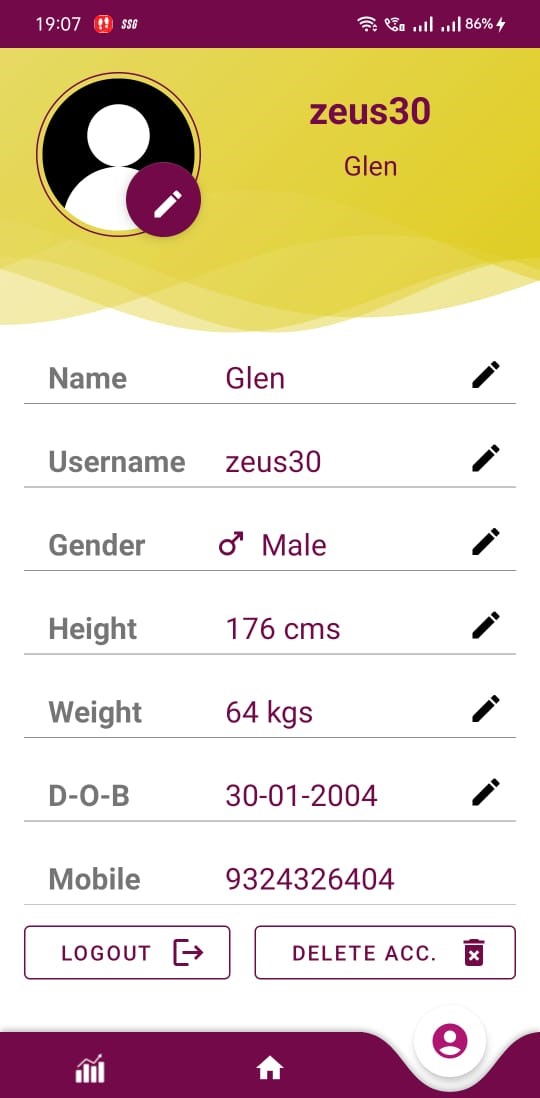 19:07 SSG 86%
zeus30
Glen
Name Glen
Username zeus30
Gender Male
Height 176 cms
Weight 64 kgs
D-O-B 30-01-2004
Mobile 9324326404
LOGOUT DELETE ACC.